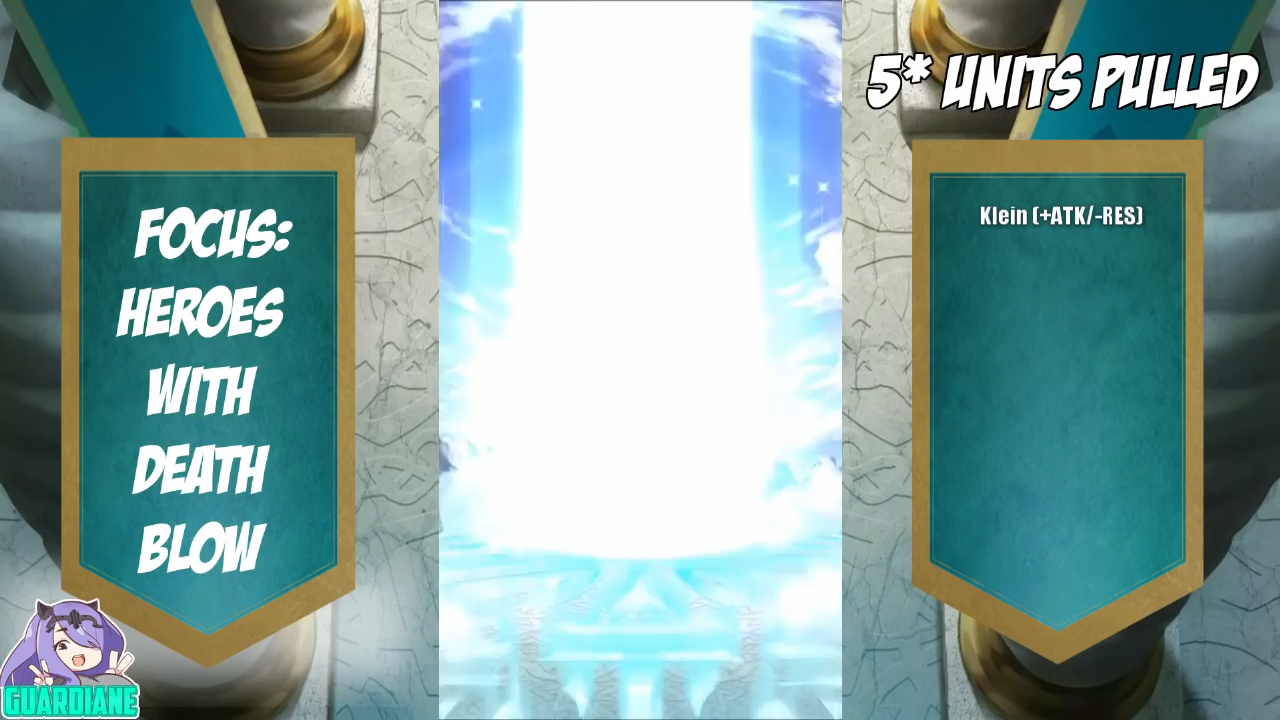 5* UNITS PULLED
FOCUS:
HEROES
WITH
DEATH
BLOW
Klein (+ATK/-RES)
GUARDIANE